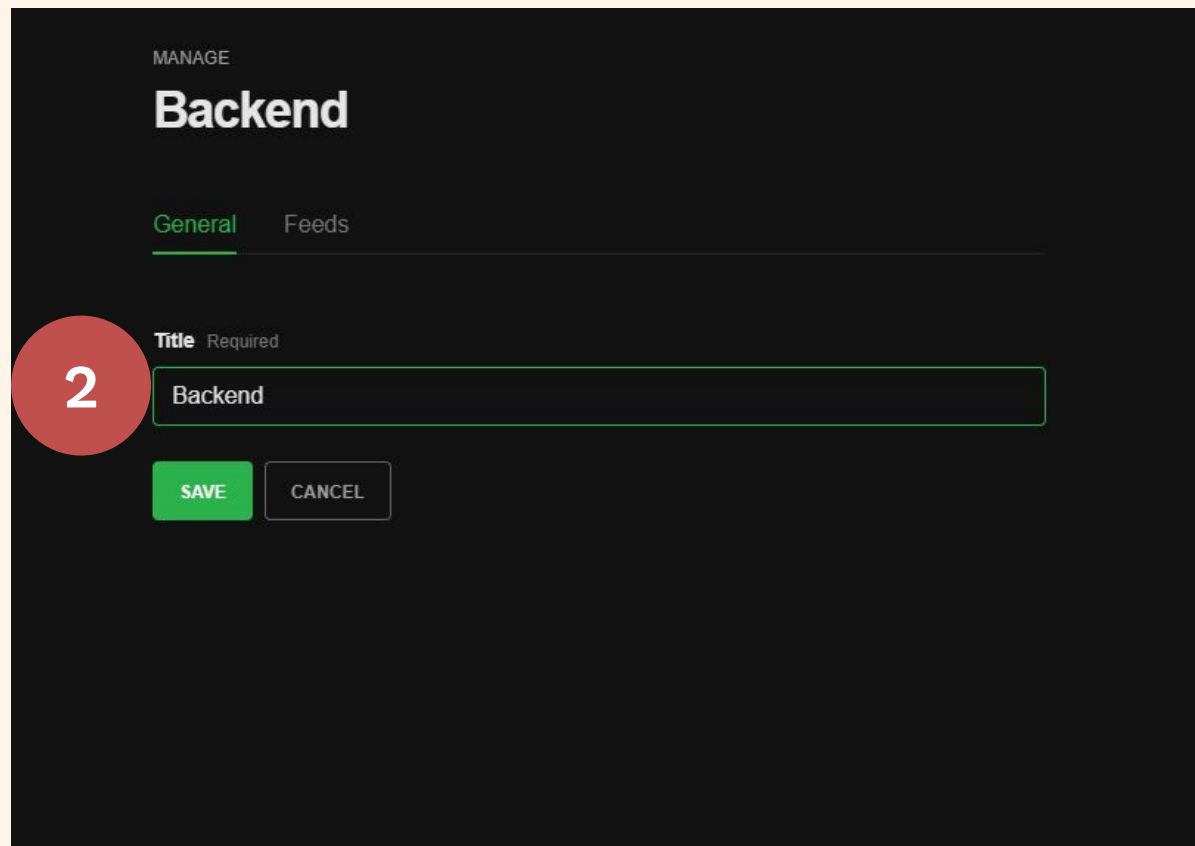 MANAGE
Backend
General Feeds
Title Required
2
Backend
SAVE CANCEL